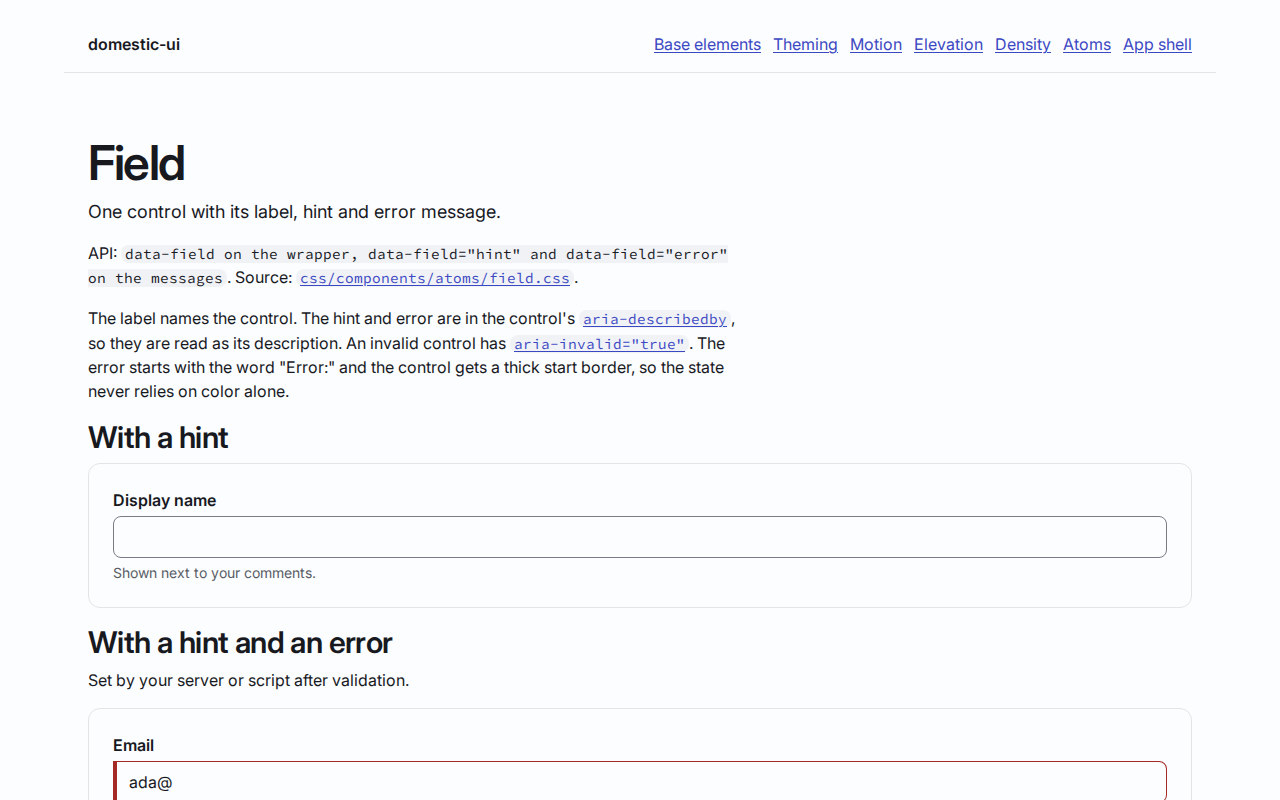 domestic-ui
Base elements Theming Motion Elevation Density Atoms App shell
Field
One control with its label, hint and error message.
API: data-field on the wrapper, data-field="hint" and data-field="error"
on the messages. Source: css/components/atoms/field.css.
The label names the control. The hint and error are in the control's aria-describedby,
so they are read as its description. An invalid control has aria-invalid="true". The
error starts with the word "Error:" and the control gets a thick start border, so the state
never relies on color alone.
With a hint
Display name
Shown next to your comments.
With a hint and an error
Set by your server or script after validation.
Email
ada@